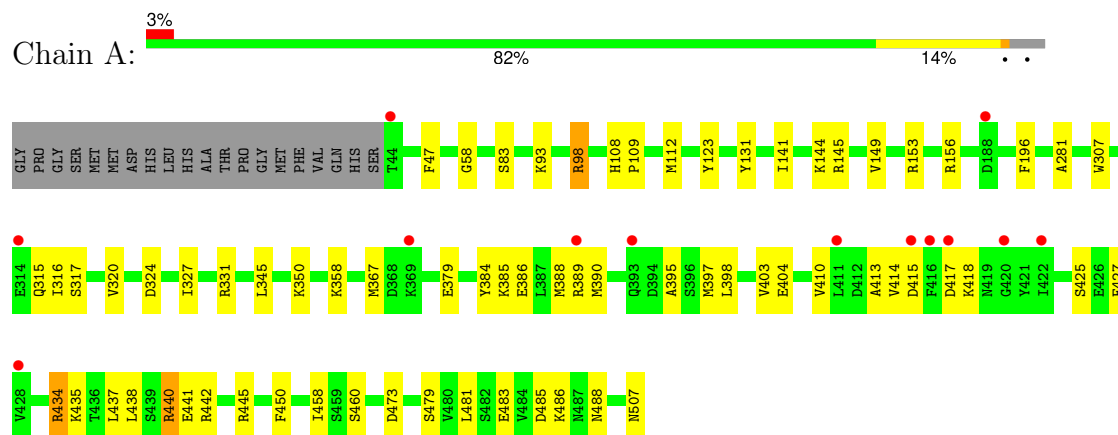 3%
Chain A:
82% 14% • •
GLY PRO GLY SER MET MET ASP HIS LEU HIS ALA THR PRO GLY MET PHE VAL GLN HIS SER T44 F47 G58 S83 K93 R98 H108 P109 M112 Y123 Y131 I141 K144 R145 V149 R153 R156 D188 F196 A281 W307
E314 Q315 I316 S317 V320 D324 I327 R331 L345 K350 K358 M367 D368 K369 E379 Y384 K385 E386 L387 M388 R389 M390 Q393 D394 A395 S396 M397 L398 V403 E404 V410 L411 D412 A413 V414 D415 F416 D417 K418 N419 G420 Y421 I422 S425 E426
V428 R434 K435 T436 L437 L438 S439 R440 E441 R442 R445 F450 I458 S459 S460 D473 S479 V480 L481 S482 E483 V484 D485 K486 N487 N488 N507